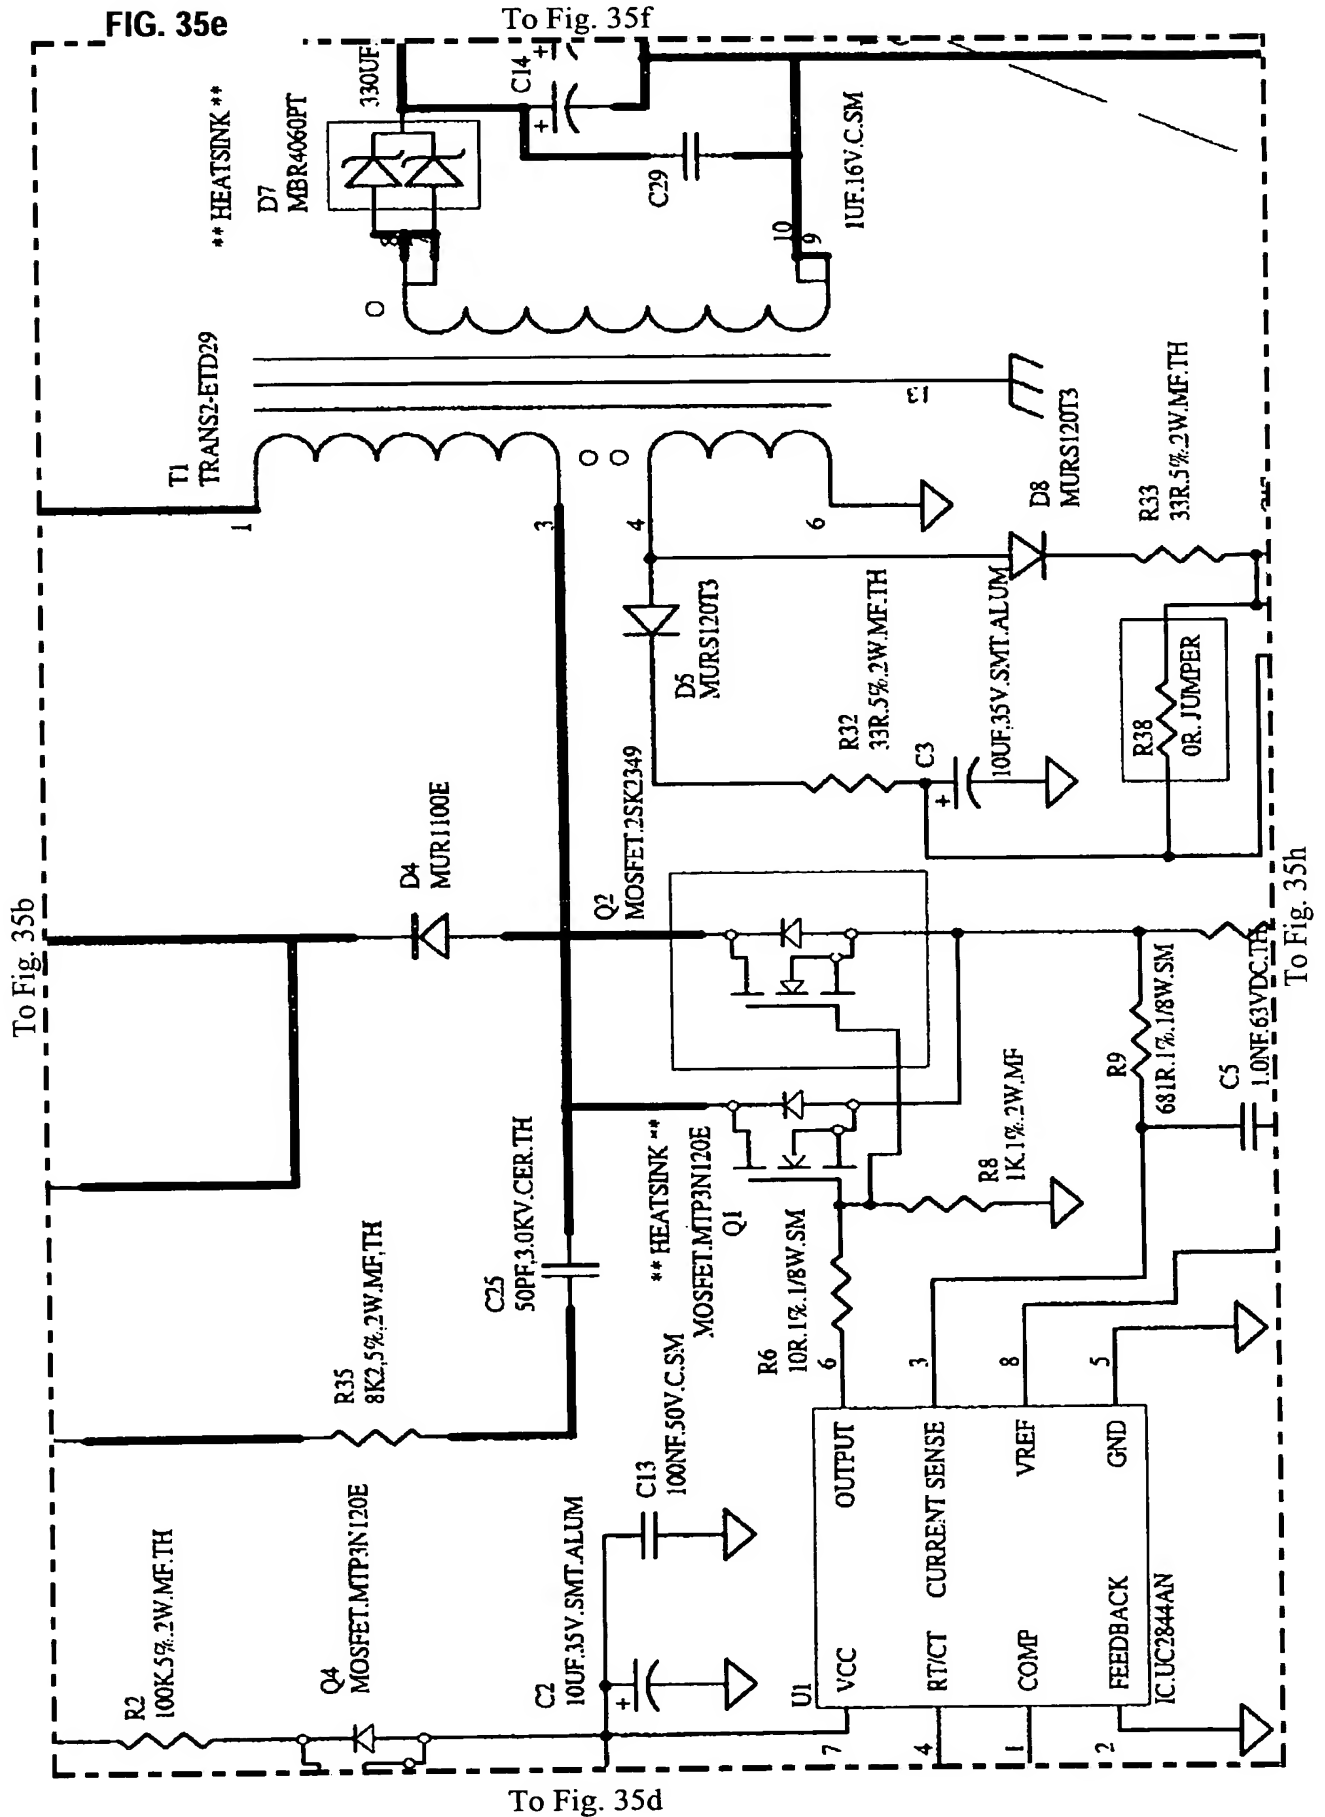 FIG. 35e
To Fig. 35f
330UF.
C14
** HEATSINK **
D7
MBR4060PT
C29
1UF.16V.C.SM
8
10
9
T1
TRANS2-ETD29
13
1
3
4
6
D8
MURS120T3
R33
33R.5%.2W.MF.TH
D5
MURS120T3
R32
33R.5%.2W.MF.TH
C3
10UF.35V.SMT.ALUM
R38
0R.JUMPER
To Fig. 35b
D4
MUR1100E
Q2
MOSFET.2SK2349
To Fig. 35h
R9
681R.1%.1/8W.SM
C5
1.0NF.63VDC.TH
R8
1K.1%.2W.MF
** HEATSINK **
MOSFET.MTP3N120E
Q1
C25
50PF,3.0KV.CER.TH
R35
8K2,5%.2W.MF,TH
R6
10R.1%.1/8W.SM
C13
100NF.50V.C.SM
C2
10UF.35V.SMT.ALUM
Q4
MOSFET.MTP3N120E
R2
100K.5%.2W.MF.TH
6
3
8
5
OUTPUT
CURRENT SENSE
VREF
GND
U1
VCC
RT/CT
COMP
FEEDBACK
IC.UC2844AN
7
4
1
2
To Fig. 35d